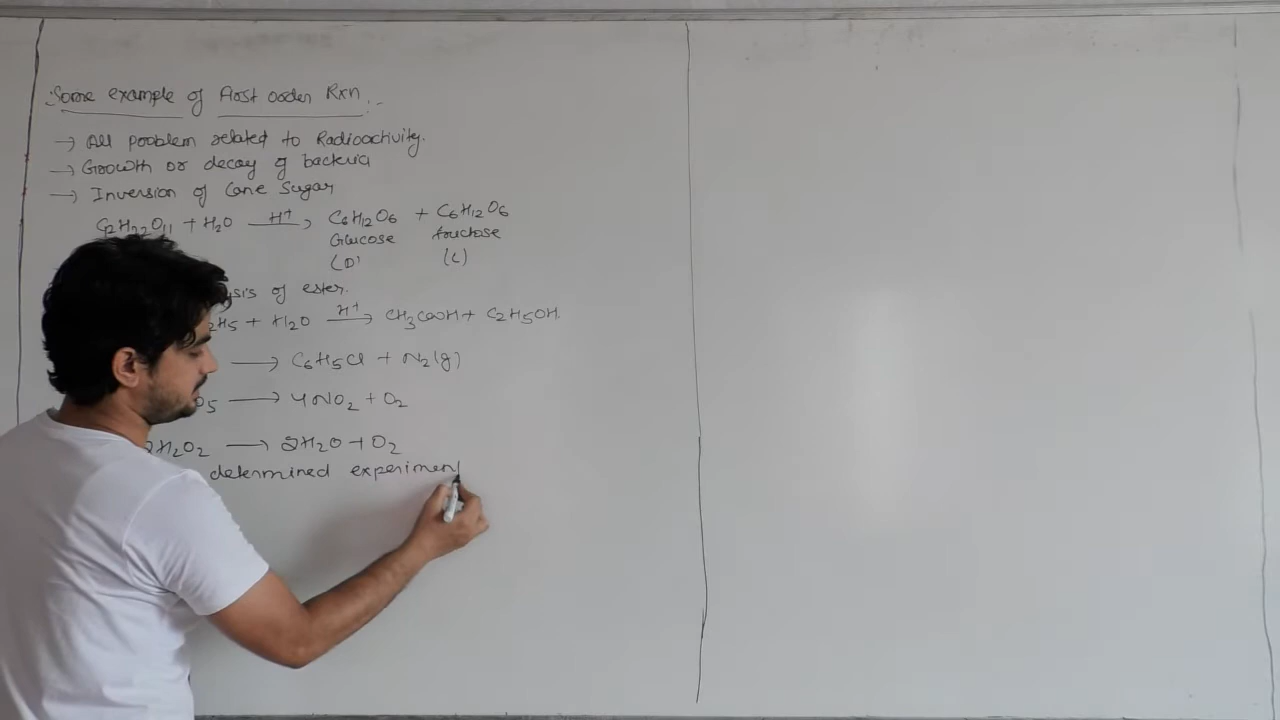 Some example of First order Rxn :-
→ All problem related to Radioactivity.
→ Growth or decay of bacteria
→ Inversion of Cane Sugar
C12H22O11 + H2O —H⁺→ C6H12O6 + C6H12O6
Glucose fructose
(D) (L)
ysis of ester.
2H5 + H2O —H⁺→ CH3COOH + C2H5OH.
→ C6H5Cl + N2(g)
O5 → 4NO2 + O2
2H2O2 → 2H2O + O2
determined experiment